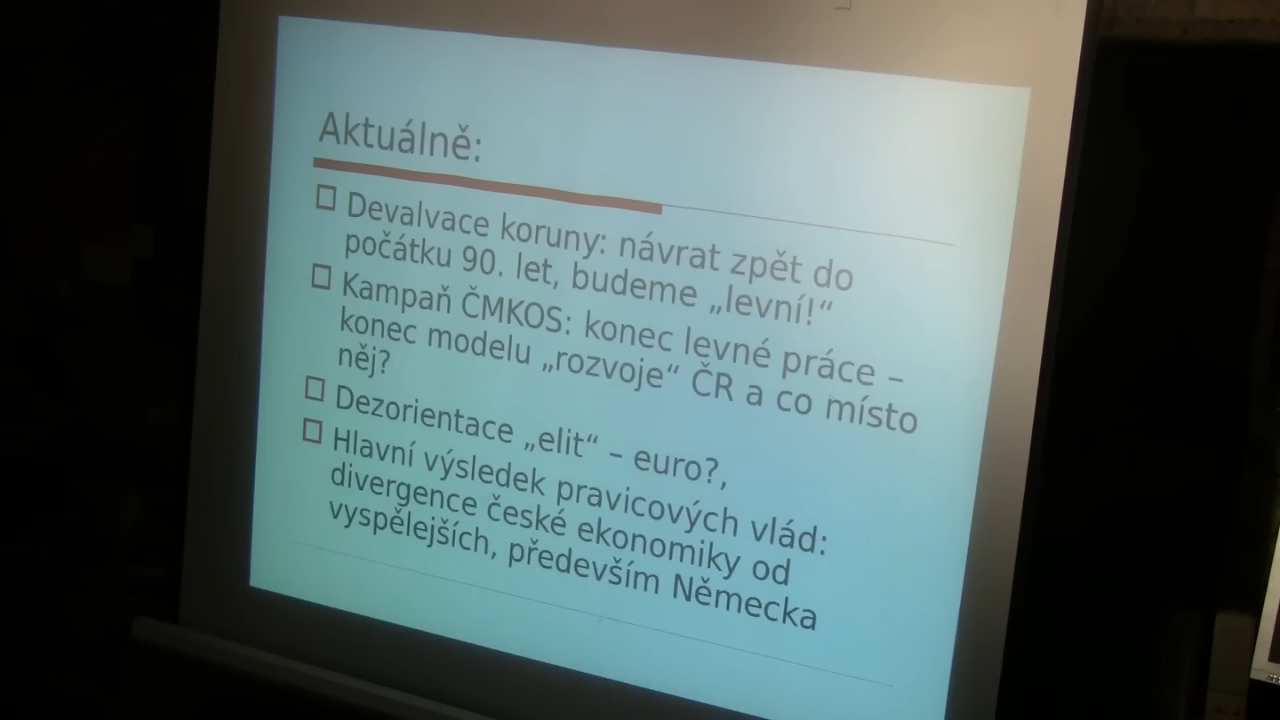 Aktuálně:
Devalvace koruny: návrat zpět do
počátku 90. let, budeme „levní!“
Kampaň ČMKOS: konec levné práce –
konec modelu „rozvoje“ ČR a co místo
něj?
Dezorientace „elit“ – euro?,
Hlavní výsledek pravicových vlád:
divergence české ekonomiky od
vyspělejších, především Německa